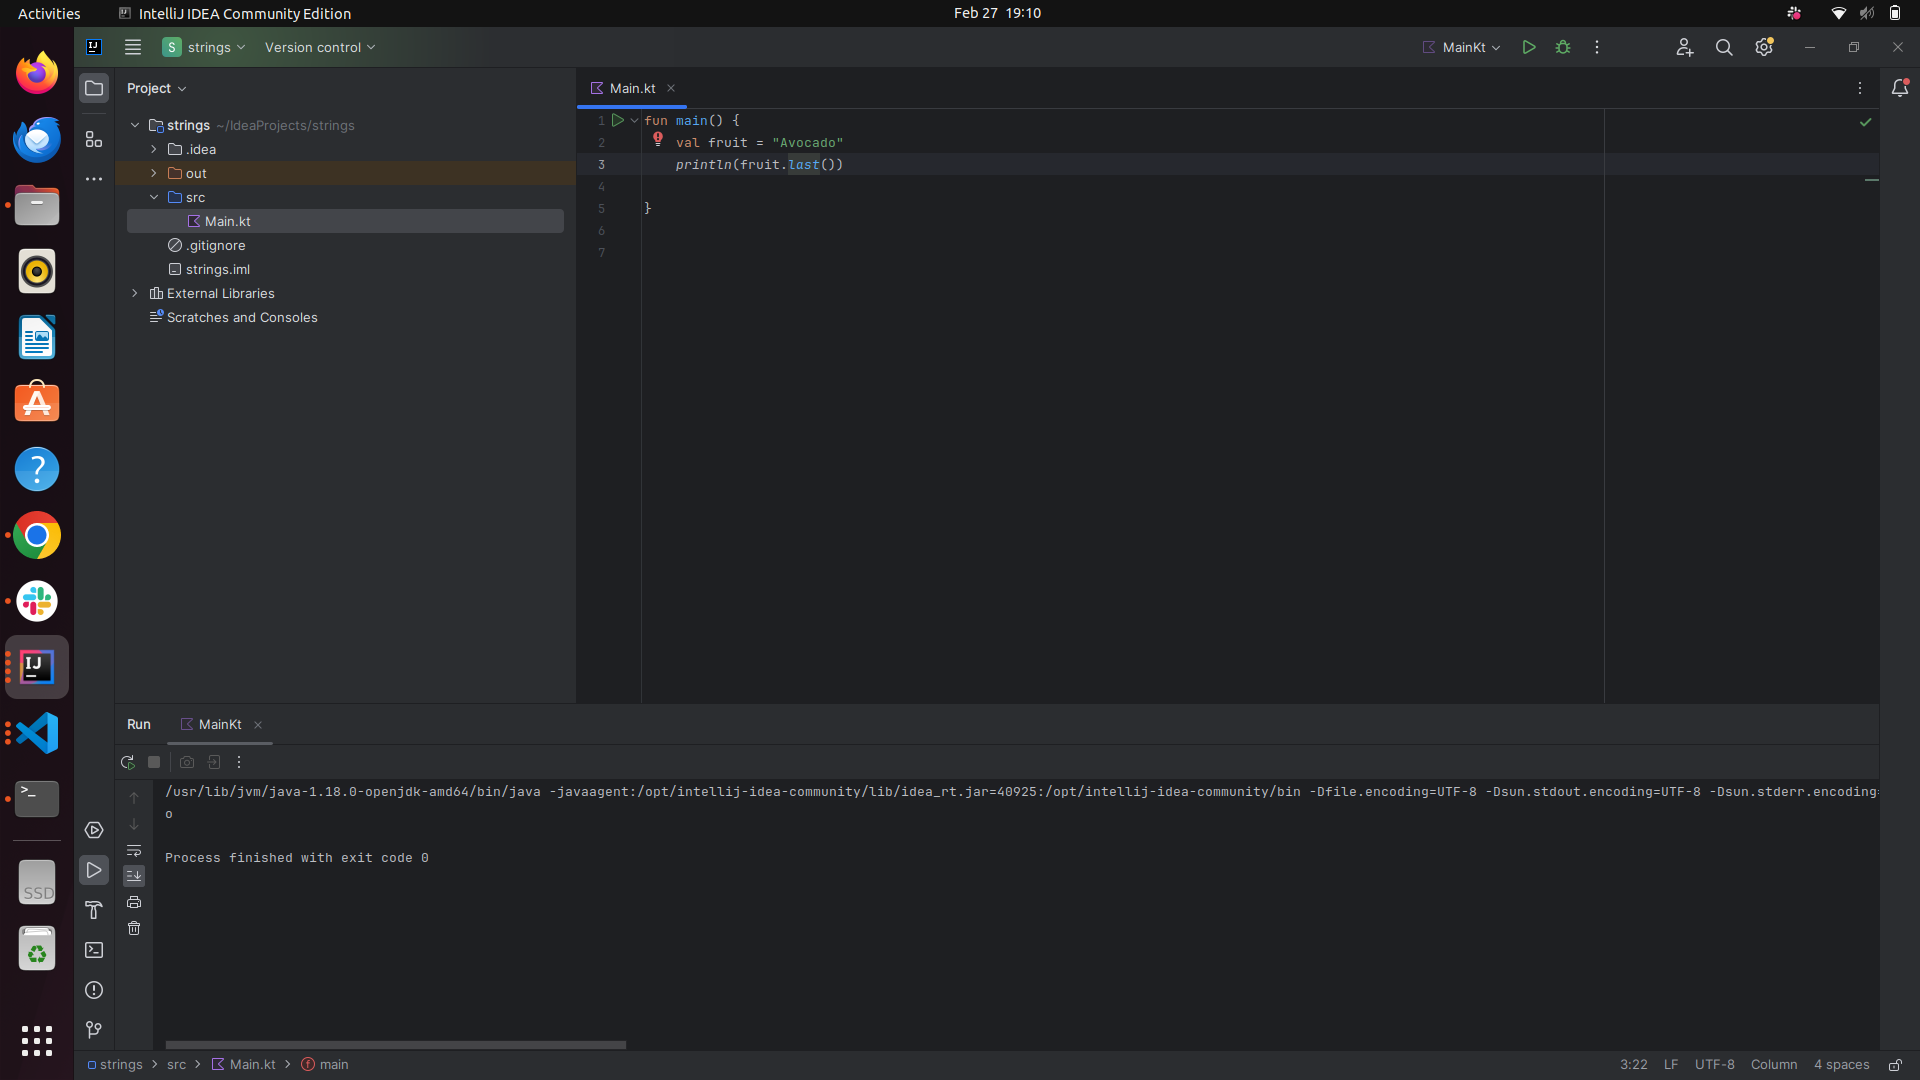 Activities
IntelliJ IDEA Community Edition
Feb 27 19:10
IJ
S
strings
Version control
MainKt
Project
Main.kt
strings ~/IdeaProjects/strings
.idea
out
src
Main.kt
.gitignore
strings.iml
External Libraries
Scratches and Consoles
1 fun main() {
2 val fruit = "Avocado"
3 println(fruit.last())
4
5 }
6
7
Run
MainKt
/usr/lib/jvm/java-1.18.0-openjdk-amd64/bin/java -javaagent:/opt/intellij-idea-community/lib/idea_rt.jar=40925:/opt/intellij-idea-community/bin -Dfile.encoding=UTF-8 -Dsun.stdout.encoding=UTF-8 -Dsun.stderr.encoding=
o
Process finished with exit code 0
IJ
>_
SSD
strings
src
Main.kt
f
main
3:22
LF
UTF-8
Column
4 spaces